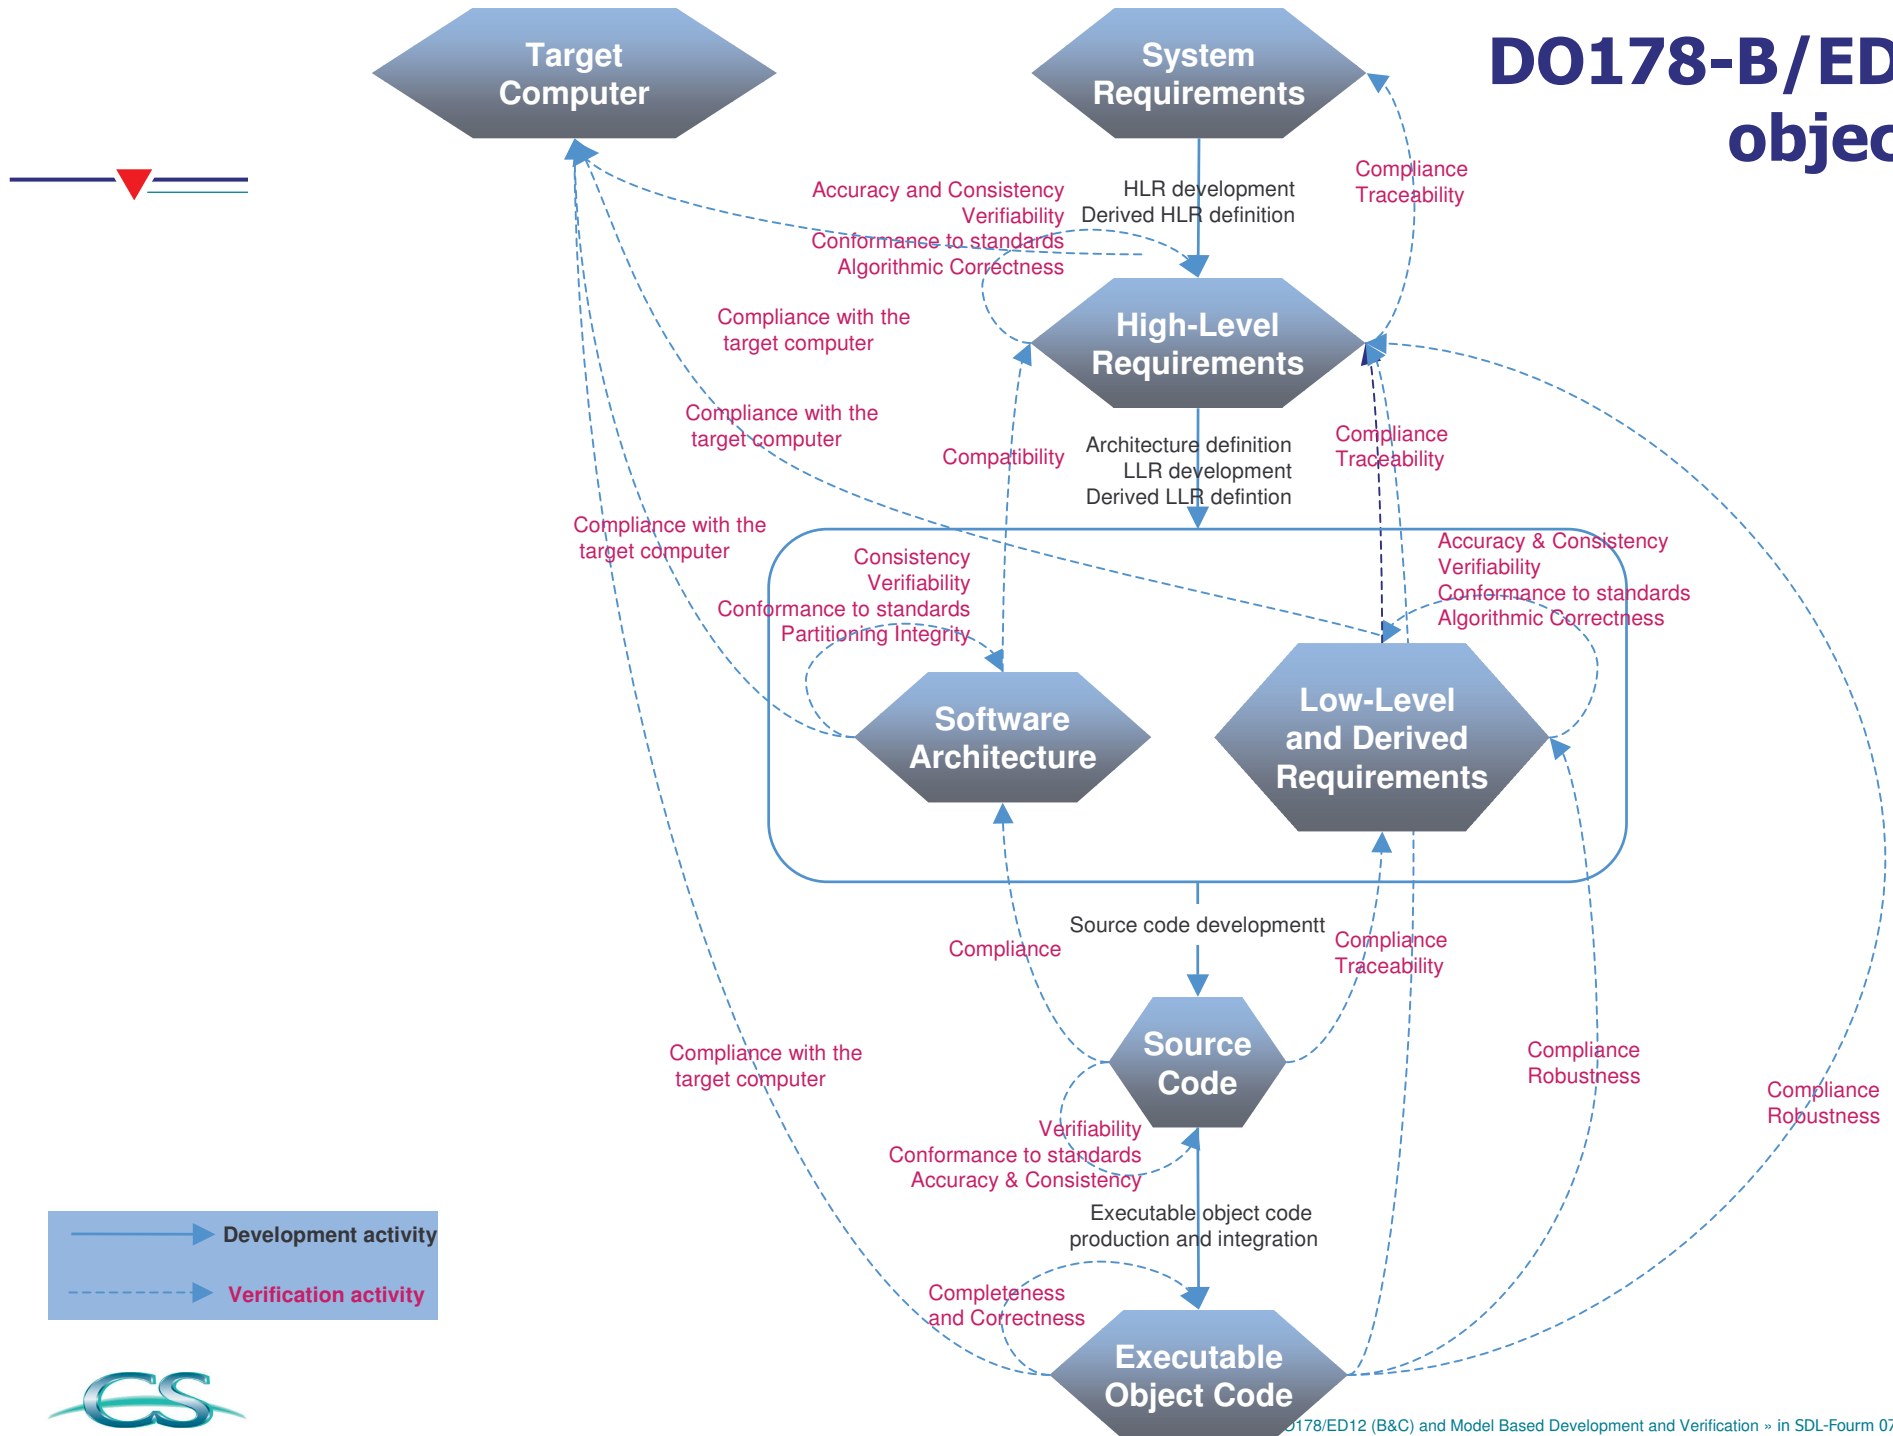 DO178-B/ED
objec
Target
Computer
System
Requirements
Compliance
Traceability
HLR development
Derived HLR definition
Accuracy and Consistency
Verifiability
Conformance to standards
Algorithmic Correctness
High-Level
Requirements
Compliance with the
target computer
Compliance with the
target computer
Compatibility
Architecture definition
LLR development
Derived LLR defintion
Compliance
Traceability
Compliance with the
target computer
Consistency
Verifiability
Conformance to standards
Partitioning Integrity
Accuracy & Consistency
Verifiability
Conformance to standards
Algorithmic Correctness
Software
Architecture
Low-Level
and Derived
Requirements
Source code developmentt
Compliance
Compliance
Traceability
Source
Code
Compliance with the
target computer
Compliance
Robustness
Compliance
Robustness
Verifiability
Conformance to standards
Accuracy & Consistency
Executable object code
production and integration
Development activity
Verification activity
Completeness
and Correctness
Executable
Object Code
CS
0178/ED12 (B&C) and Model Based Development and Verification » in SDL-Fourm 07